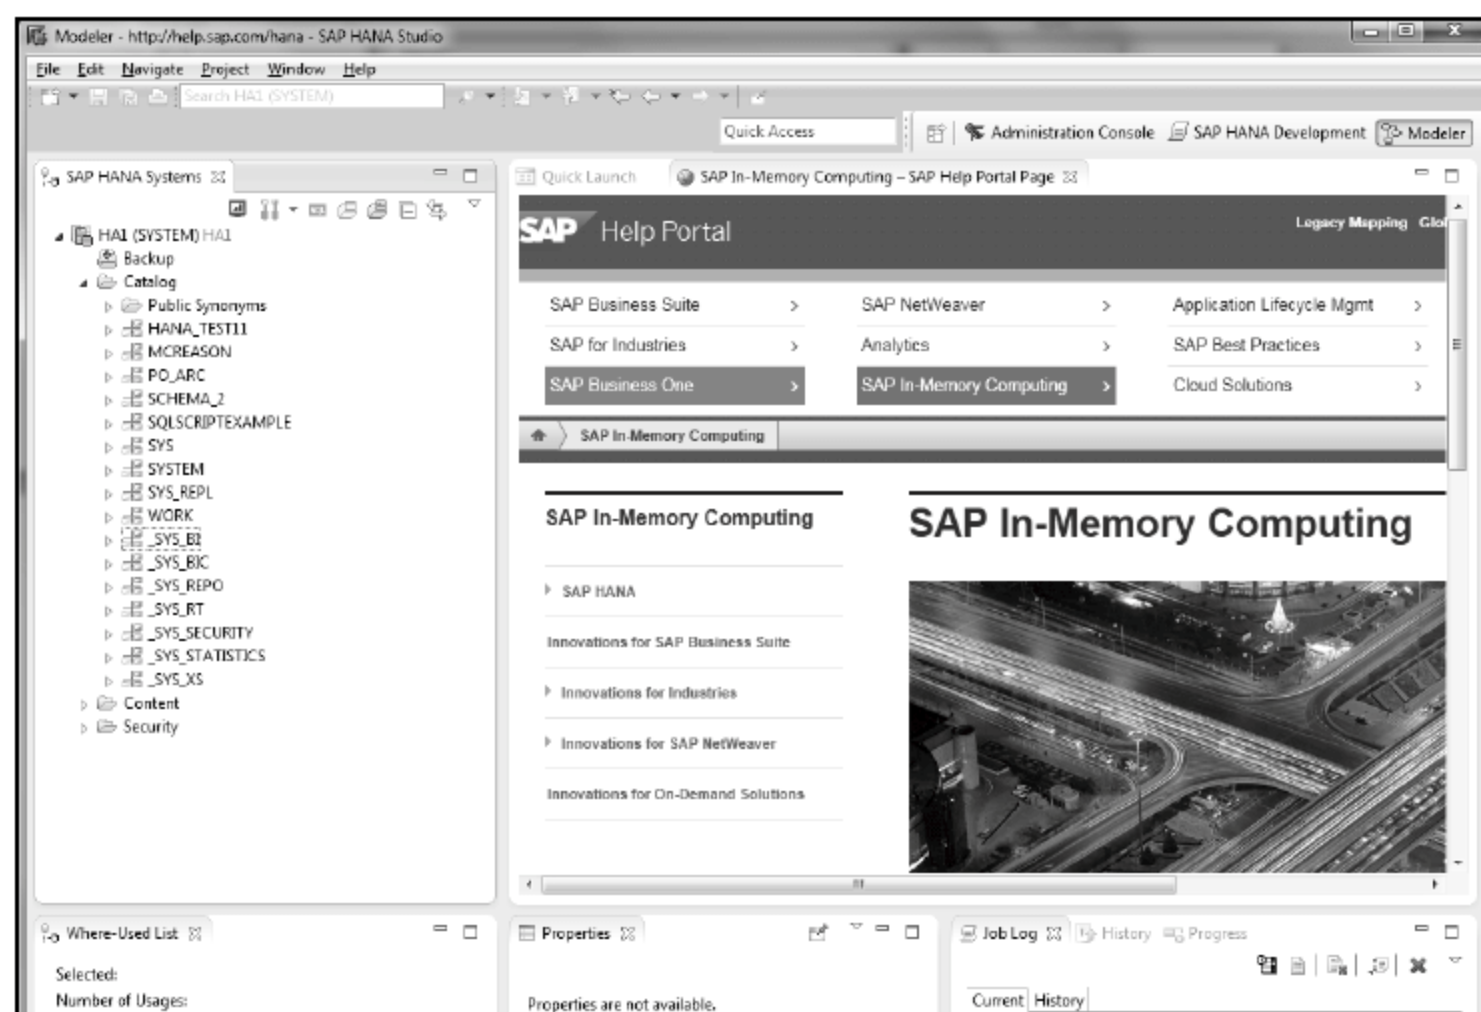 Modeler - http://help.sap.com/hana - SAP HANA Studio
File Edit Navigate Project Window Help
Search HA1 (SYSTEM)
Quick Access
Administration Console SAP HANA Development Modeler
SAP HANA Systems
HA1 (SYSTEM) HA1
Backup
Catalog
Public Synonyms
HANA_TEST11
MCREASON
PO_ARC
SCHEMA_2
SQLSCRIPTEXAMPLE
SYS
SYSTEM
SYS_REPL
WORK
_SYS_BI
_SYS_BIC
_SYS_REPO
_SYS_RT
_SYS_SECURITY
_SYS_STATISTICS
_SYS_XS
Content
Security
Quick Launch SAP In-Memory Computing – SAP Help Portal Page
SAP Help Portal
Legacy Mapping Glo
SAP Business Suite SAP NetWeaver Application Lifecycle Mgmt
SAP for Industries Analytics SAP Best Practices
SAP Business One SAP In-Memory Computing Cloud Solutions
SAP In-Memory Computing
SAP In-Memory Computing
SAP HANA
Innovations for SAP Business Suite
Innovations for Industries
Innovations for SAP NetWeaver
Innovations for On-Demand Solutions
SAP In-Memory Computing
Where-Used List
Selected:
Number of Usages:
Properties
Properties are not available.
Job Log History Progress
Current History